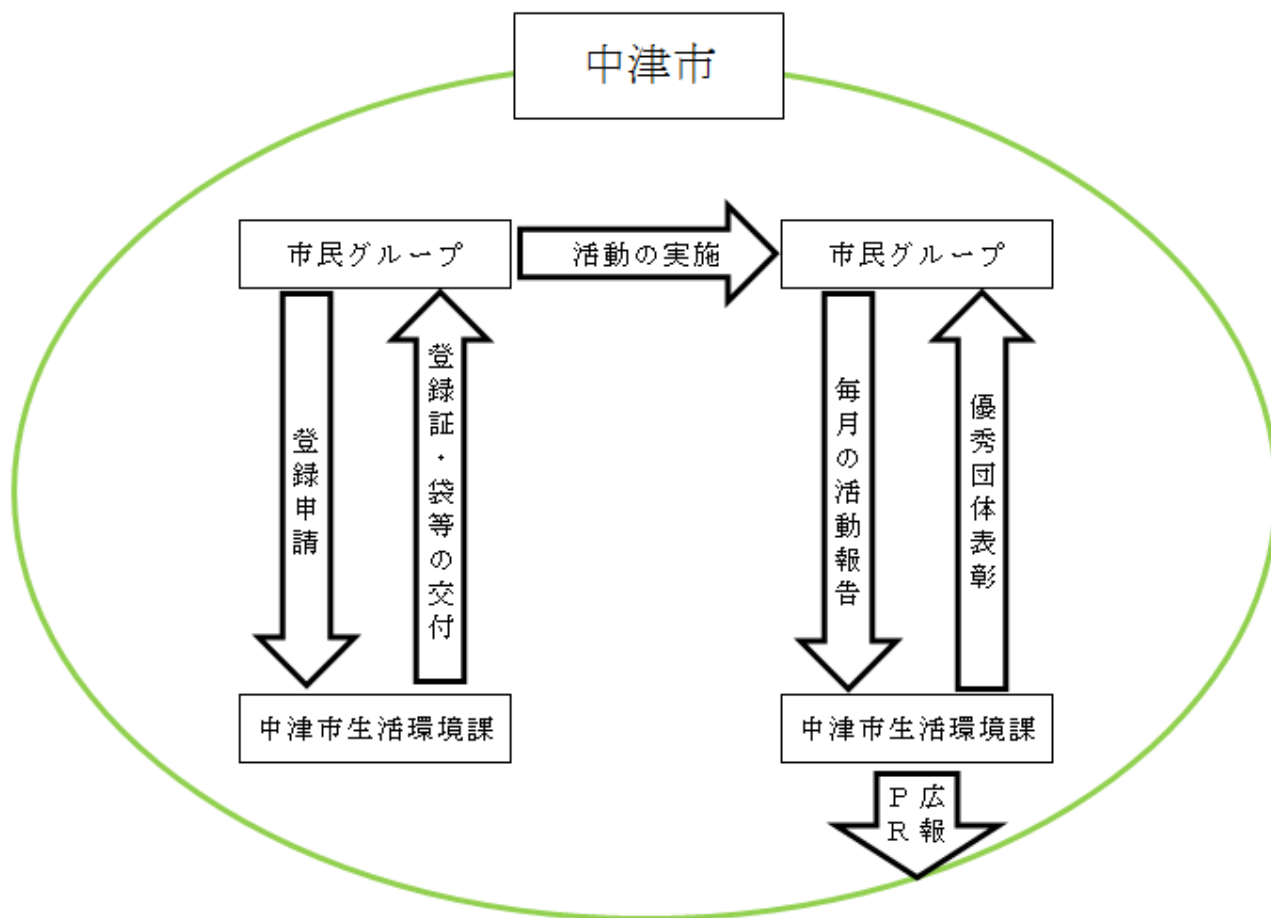 中津市
市民グループ
活動の実施
市民グループ
登録申請
登録証・袋等の交付
毎月の活動報告
優秀団体表彰
中津市生活環境課
中津市生活環境課
広報
PR